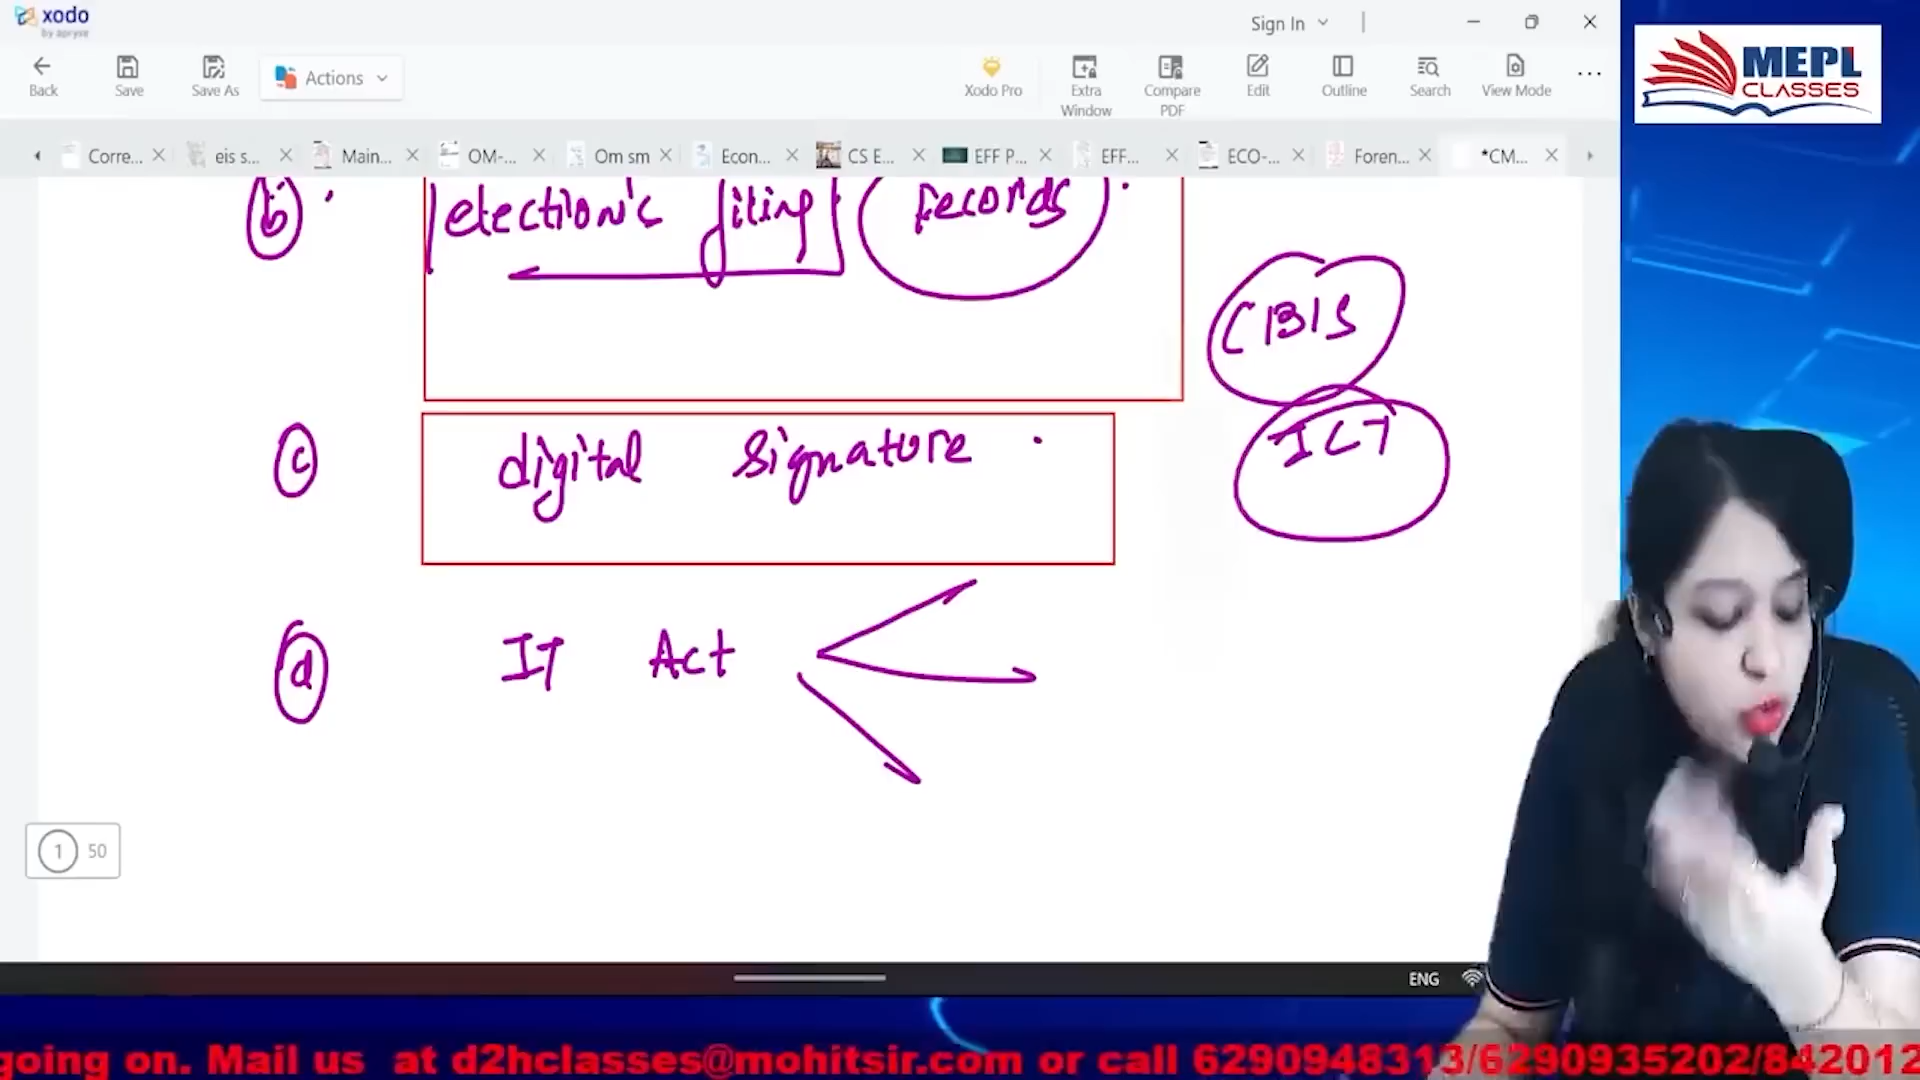 xodo
by apryse
Sign In
Back
Save
Save As
Actions
Xodo Pro
Extra Window
Compare PDF
Edit
Outline
Search
View Mode
Corre...
eis s...
Main...
OM-...
Om sm
Econ...
CS E...
EFF P...
EFF...
ECO-...
Foren...
*CM...
MEPL
CLASSES
b
electionic filing records
CBIS
c digital signature
ICT
d IT Act
1 50
ENG
going on. Mail us at d2hclasses@mohitsir.com or call 6290948313/6290935202/842012